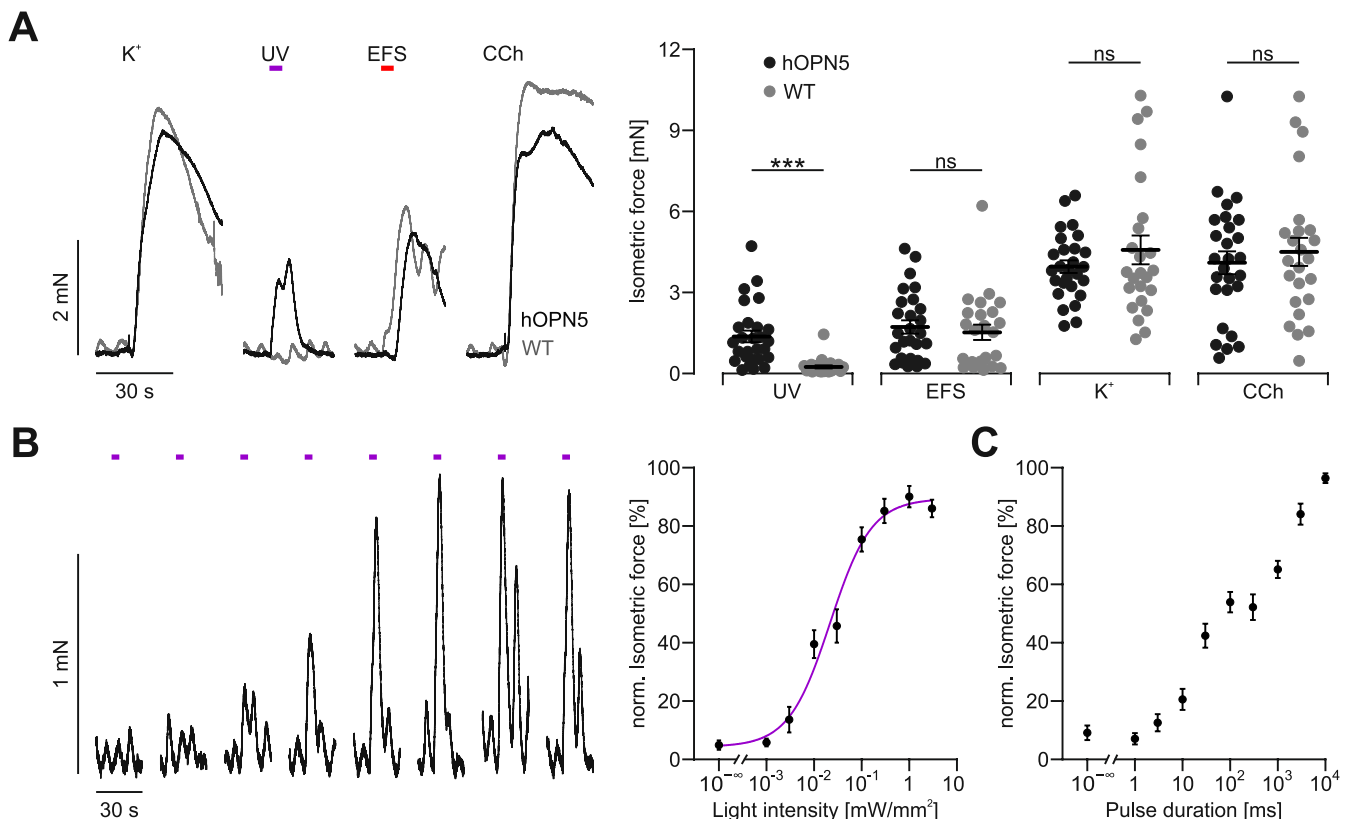 A
K⁺ UV EFS CCh
2 mN
hOPN5
WT
30 s
Isometric force [mN]
12
9
6
3
0
hOPN5
WT
*** ns ns ns
UV EFS K⁺ CCh
B
1 mN
30 s
norm. Isometric force [%]
100
80
60
40
20
0
10⁻∞ 10⁻³ 10⁻² 10⁻¹ 1 10
Light intensity [mW/mm²]
C
norm. Isometric force [%]
100
80
60
40
20
0
10⁻∞ 1 10 10² 10³ 10⁴
Pulse duration [ms]